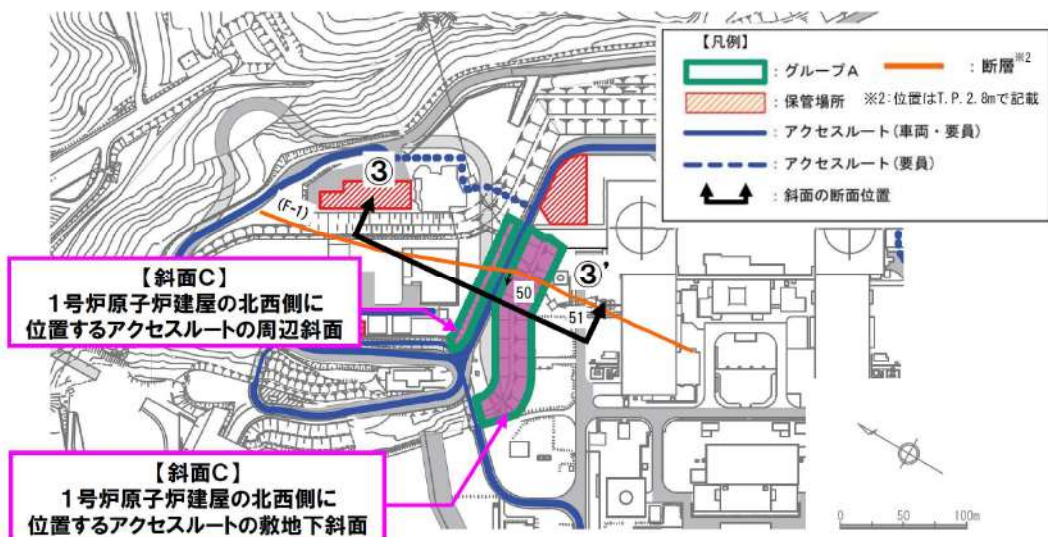 【凡例】
：グループA
：断層※2
：保管場所
※2：位置はT.P.2.8mで記載
：アクセスルート(車両・要員)
：アクセスルート(要員)
：斜面の断面位置
③
(F-1)
③’
50
51
【斜面C】
1号炉原子炉建屋の北西側に
位置するアクセスルートの周辺斜面
【斜面C】
1号炉原子炉建屋の北西側に
位置するアクセスルートの敷地下斜面
0 50 100m